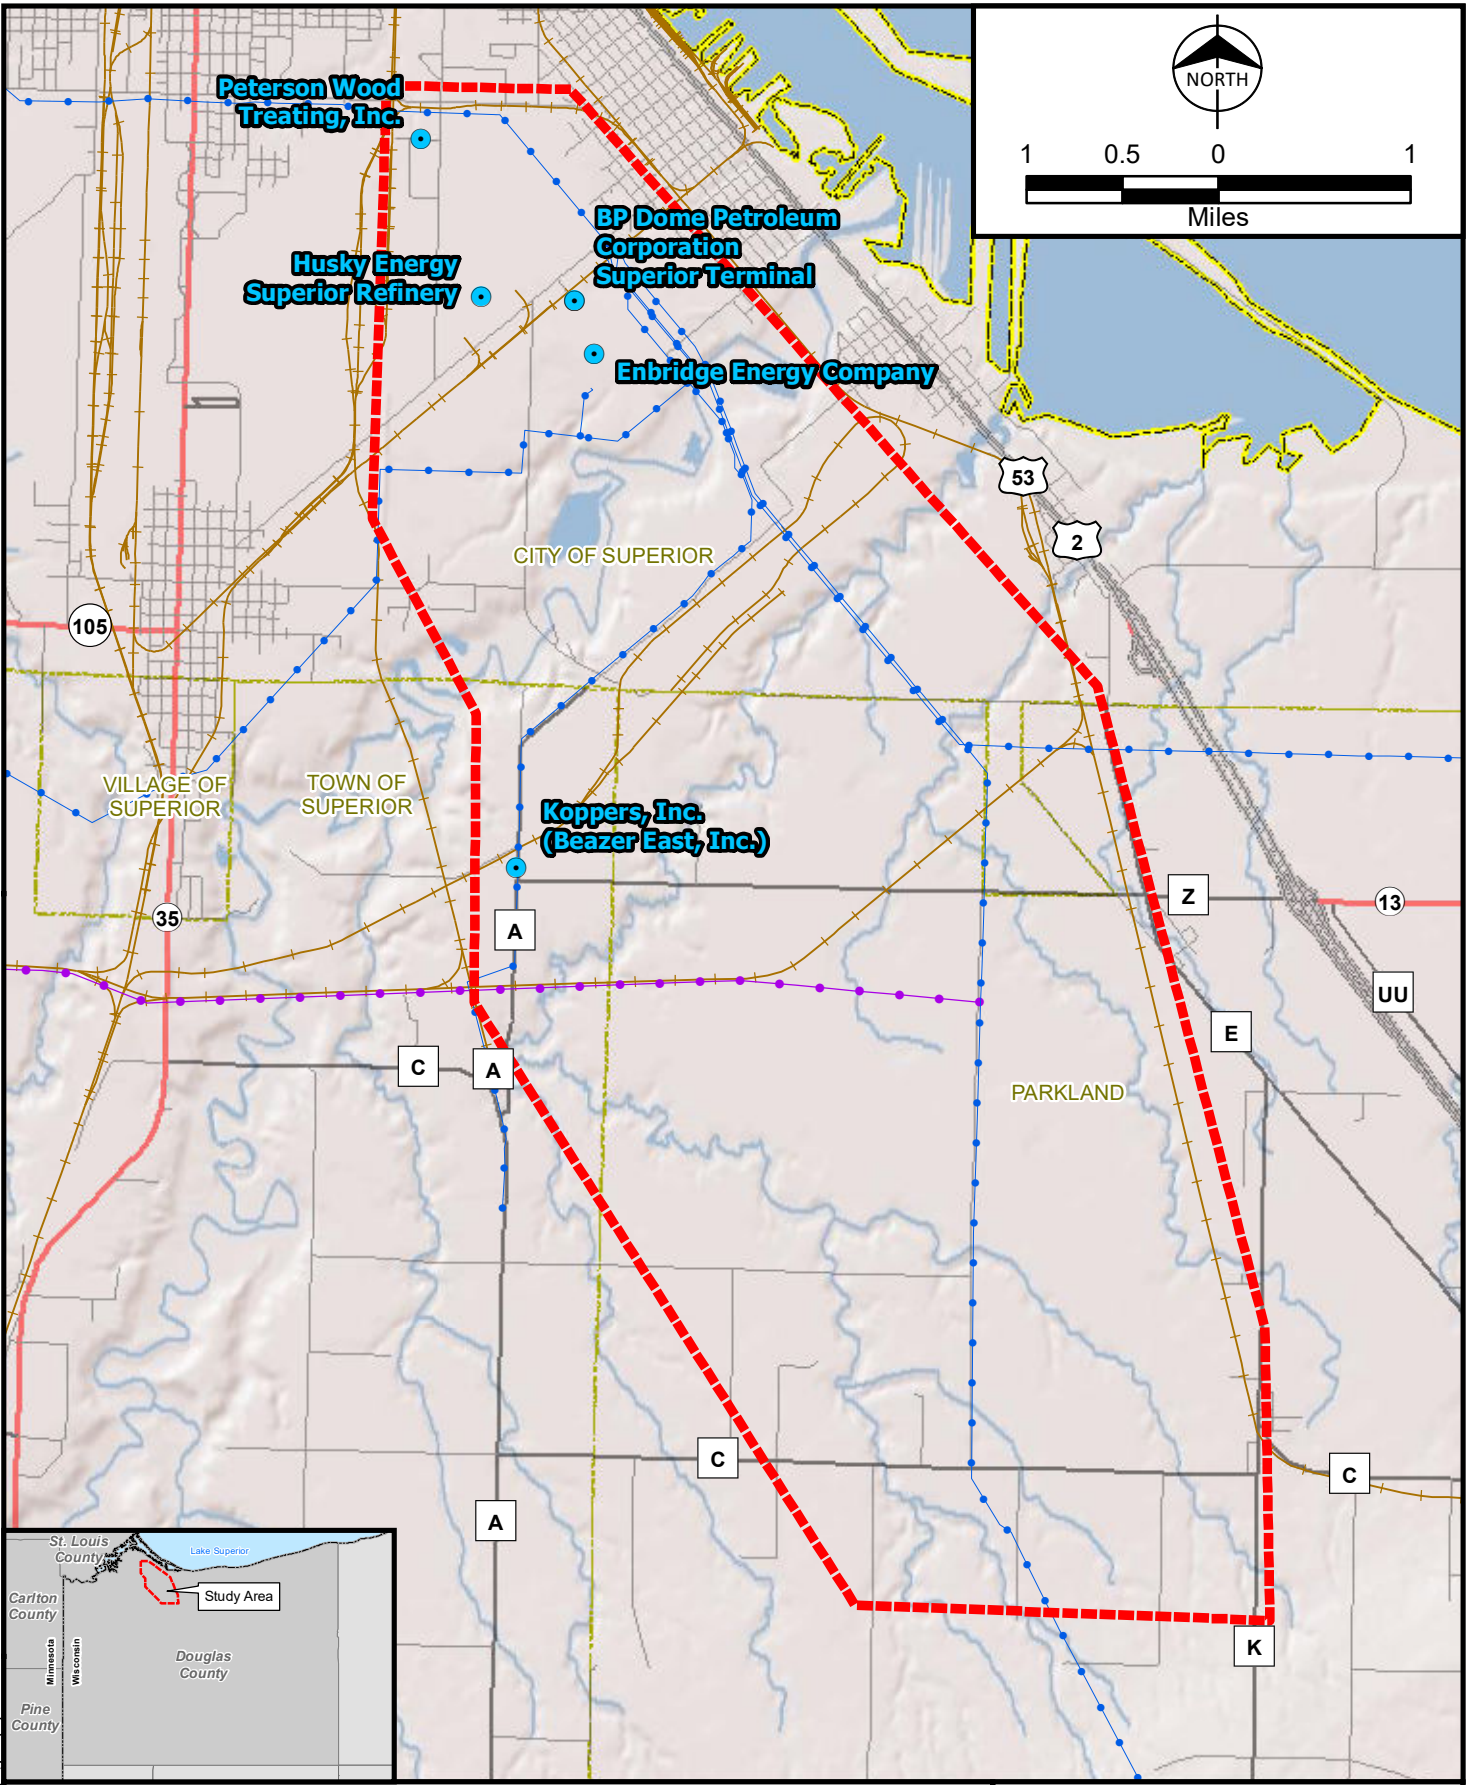 NORTH
1 0.5 0 1
Miles
Peterson Wood
Treating, Inc.
BP Dome Petroleum
Corporation
Superior Terminal
Husky Energy
Superior Refinery
Enbridge Energy Company
53
2
CITY OF SUPERIOR
105
VILLAGE OF
SUPERIOR
TOWN OF
SUPERIOR
Koppers, Inc.
(Beazer East, Inc.)
Z
13
35
A
UU
E
C
A
PARKLAND
C
C
A
K
St. Louis
County
Lake Superior
Study Area
Carlton
County
Minnesota
Wisconsin
Douglas
County
Pine
County